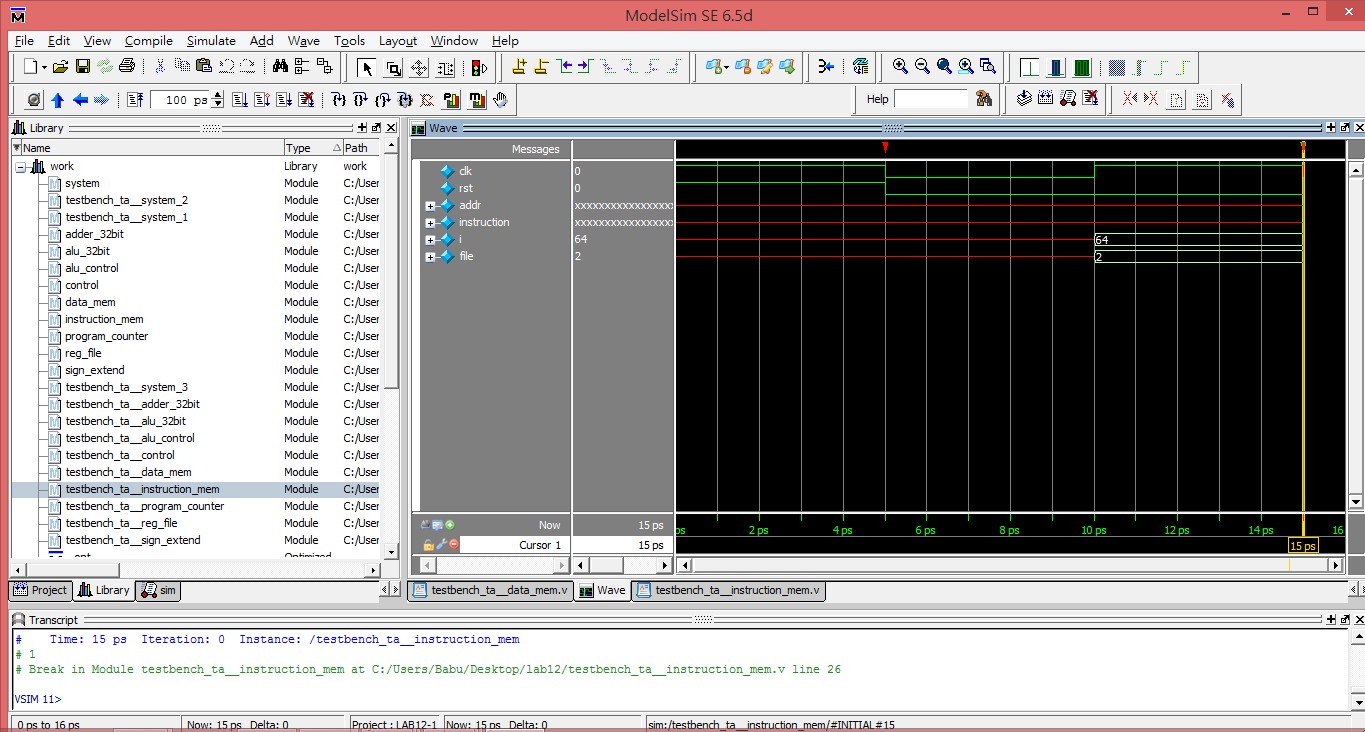 ModelSim SE 6.5d
File Edit View Compile Simulate Add Wave Tools Layout Window Help
100 ps
Help
Library
Name Type Path
work Library work
system Module C:/User
testbench_ta__system_2 Module C:/User
testbench_ta__system_1 Module C:/User
adder_32bit Module C:/User
alu_32bit Module C:/User
alu_control Module C:/User
control Module C:/User
data_mem Module C:/User
instruction_mem Module C:/User
program_counter Module C:/User
reg_file Module C:/User
sign_extend Module C:/User
testbench_ta__system_3 Module C:/User
testbench_ta__adder_32bit Module C:/User
testbench_ta__alu_32bit Module C:/User
testbench_ta__alu_control Module C:/User
testbench_ta__control Module C:/User
testbench_ta__data_mem Module C:/User
testbench_ta__instruction_mem Module C:/User
testbench_ta__program_counter Module C:/User
testbench_ta__reg_file Module C:/User
testbench_ta__sign_extend Module C:/User
Project Library sim
Wave
Messages
clk 0
rst 0
addr xxxxxxxxxxxxxxxxx
instruction xxxxxxxxxxxxxxxxx
i 64 64
file 2 2
Now 15 ps ps 2 ps 4 ps 6 ps 8 ps 10 ps 12 ps 14 ps 16
Cursor 1 15 ps 15 ps
testbench_ta__data_mem.v Wave testbench_ta__instruction_mem.v
Transcript
# Time: 15 ps Iteration: 0 Instance: /testbench_ta__instruction_mem
# 1
# Break in Module testbench_ta__instruction_mem at C:/Users/Babu/Desktop/lab12/testbench_ta__instruction_mem.v line 26
VSIM 11>
0 ps to 16 ps Now: 15 ps Delta: 0 Project : LAB12-1 Now: 15 ps Delta: 0 sim:/testbench_ta__instruction_mem/#INITIAL#15